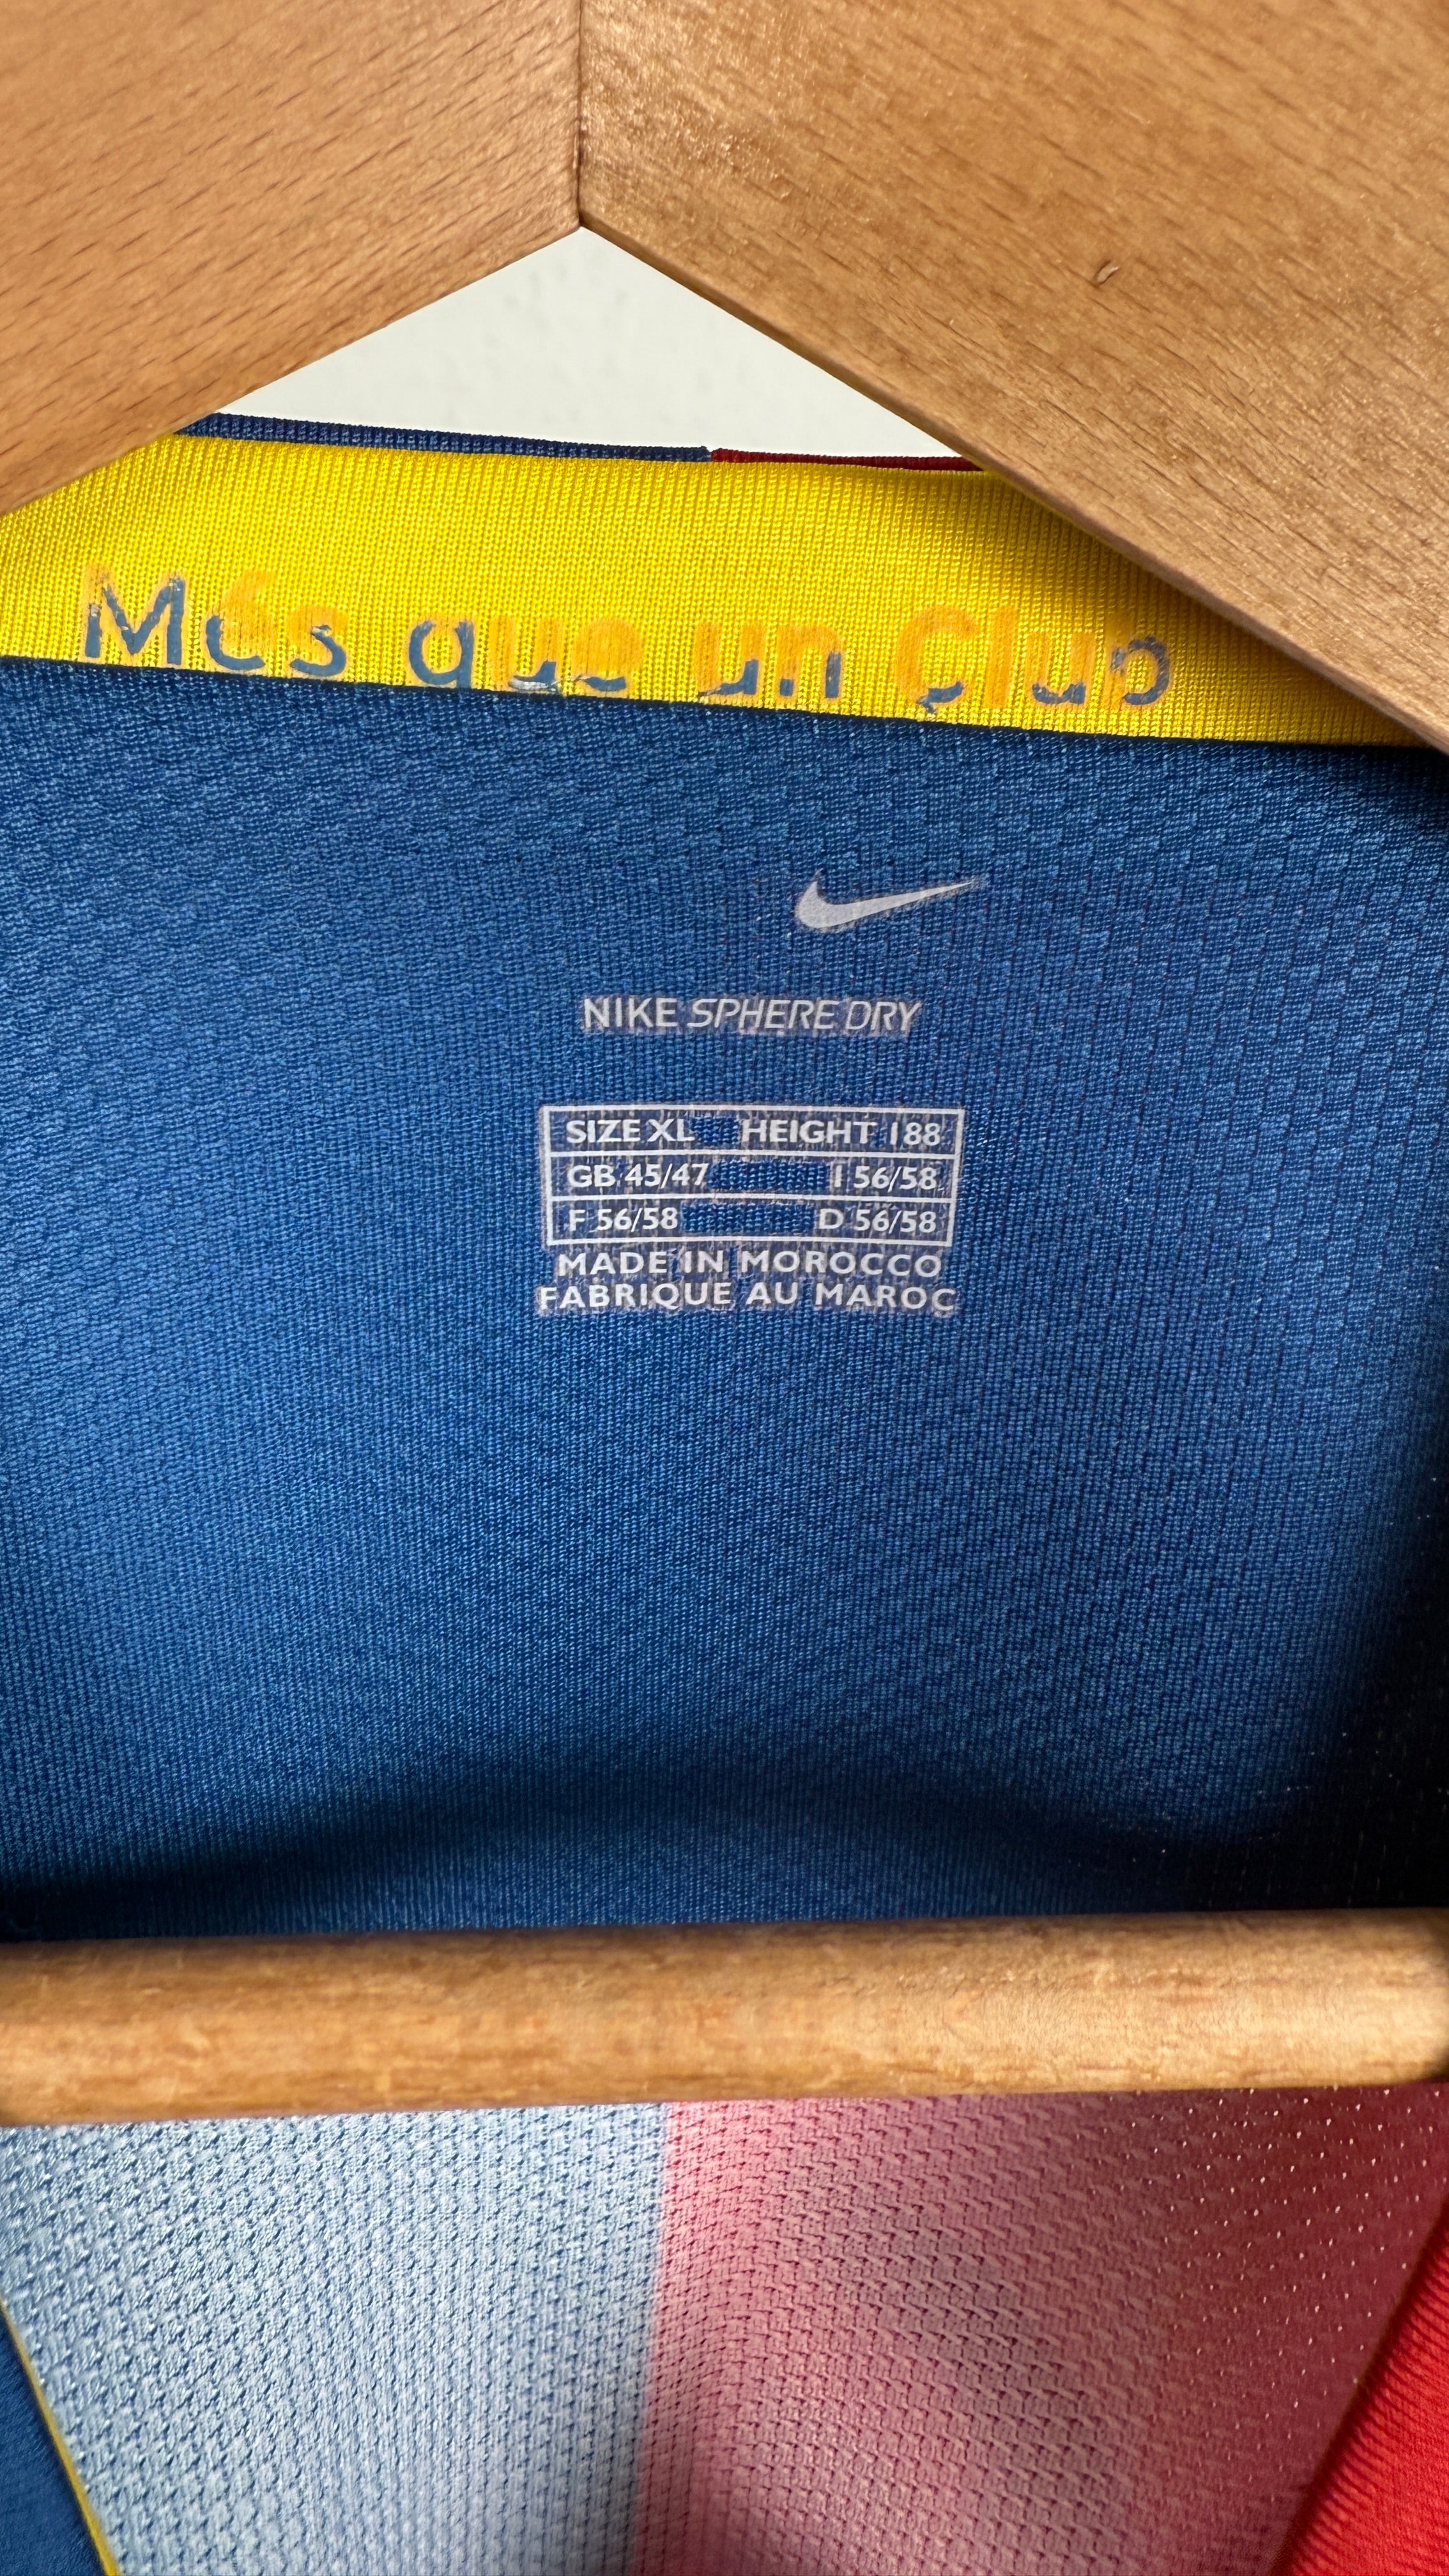 Més que un Club
NIKE SPHERE DRY
SIZE XL HEIGHT 188
GB 45/47 I 56/58
F 56/58 D 56/58
MADE IN MOROCCO
FABRIQUE AU MAROC